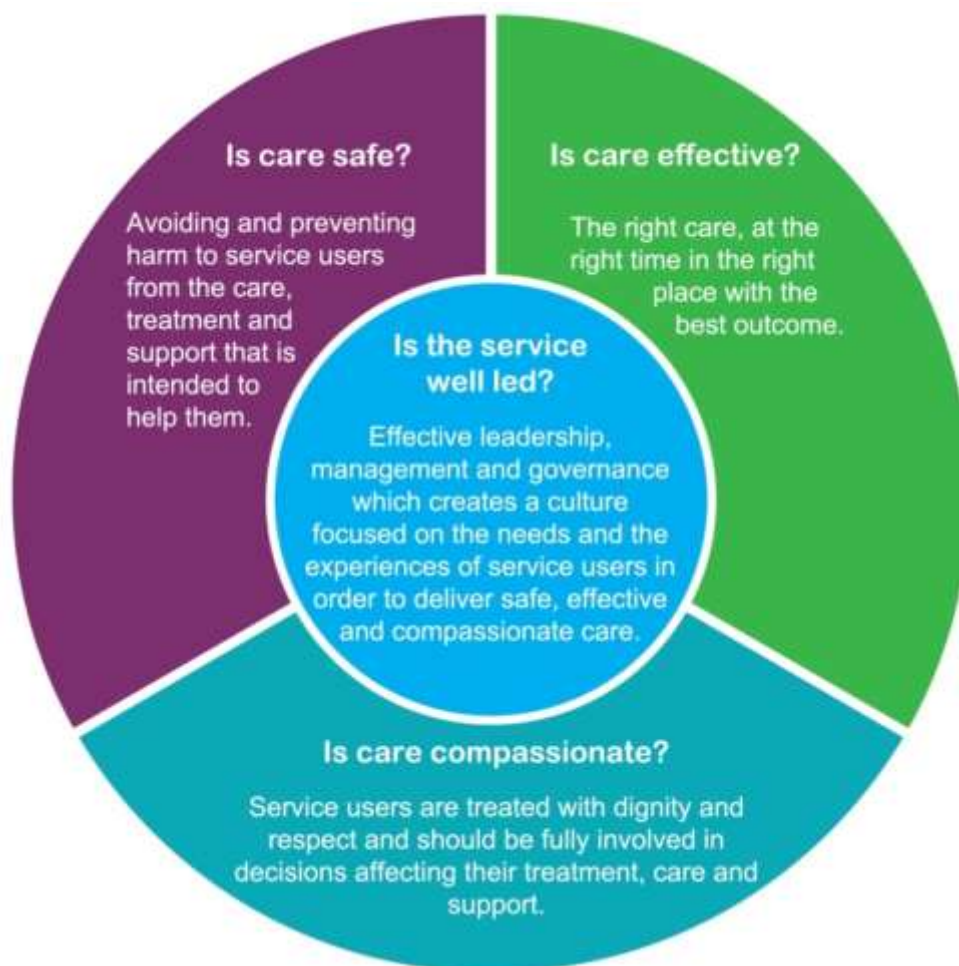 Is care safe?
Avoiding and preventing
harm to service users
from the care,
treatment and
support that is
intended to
help them.
Is care effective?
The right care, at the
right time in the right
place with the
best outcome.
Is the service
well led?
Effective leadership,
management and governance
which creates a culture
focused on the needs and the
experiences of service users in
order to deliver safe, effective
and compassionate care.
Is care compassionate?
Service users are treated with dignity and
respect and should be fully involved in
decisions affecting their treatment, care and
support.